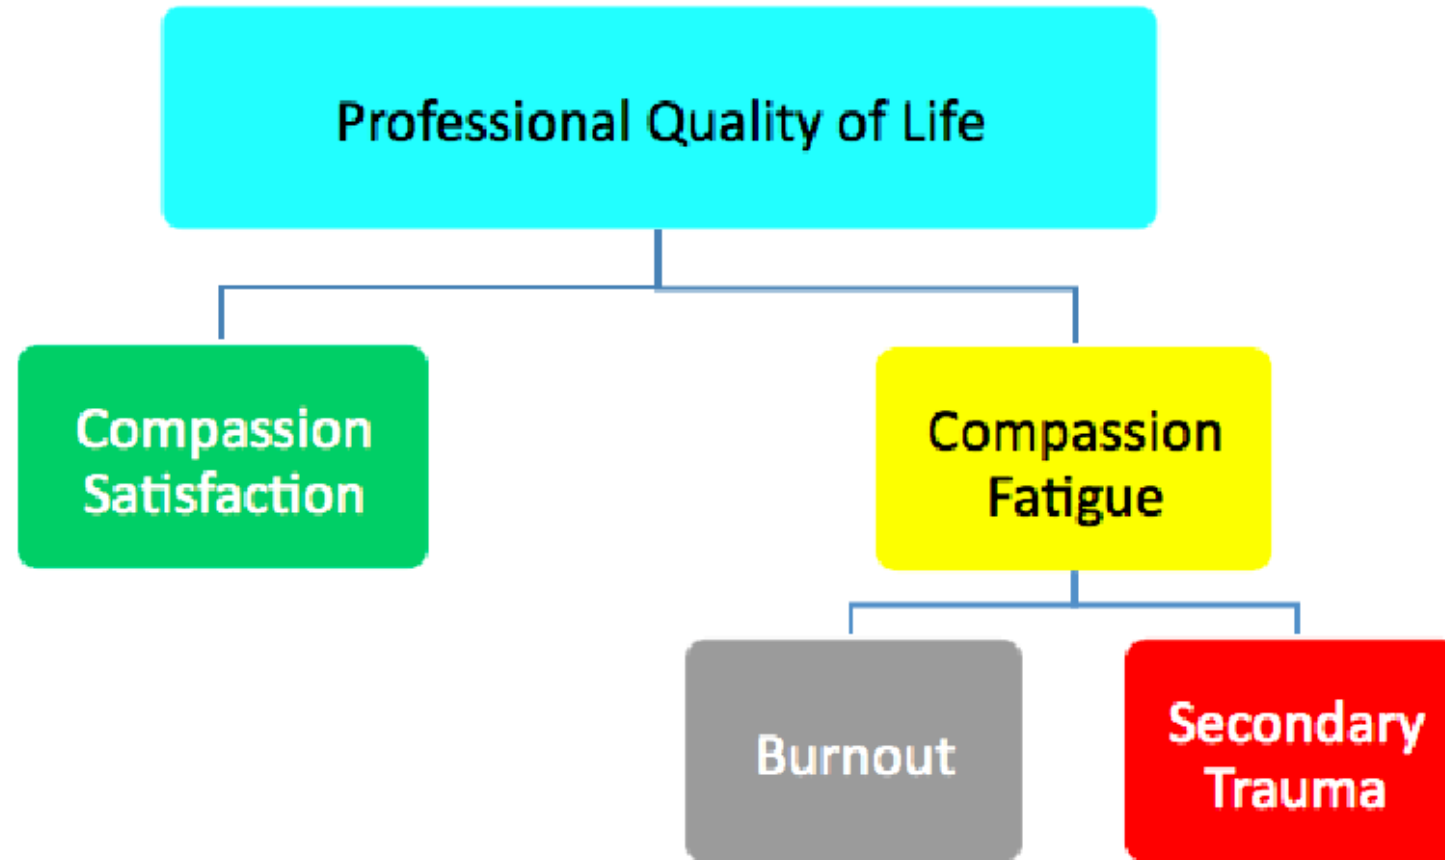 Professional Quality of Life
Compassion
Satisfaction
Compassion
Fatigue
Burnout
Secondary
Trauma